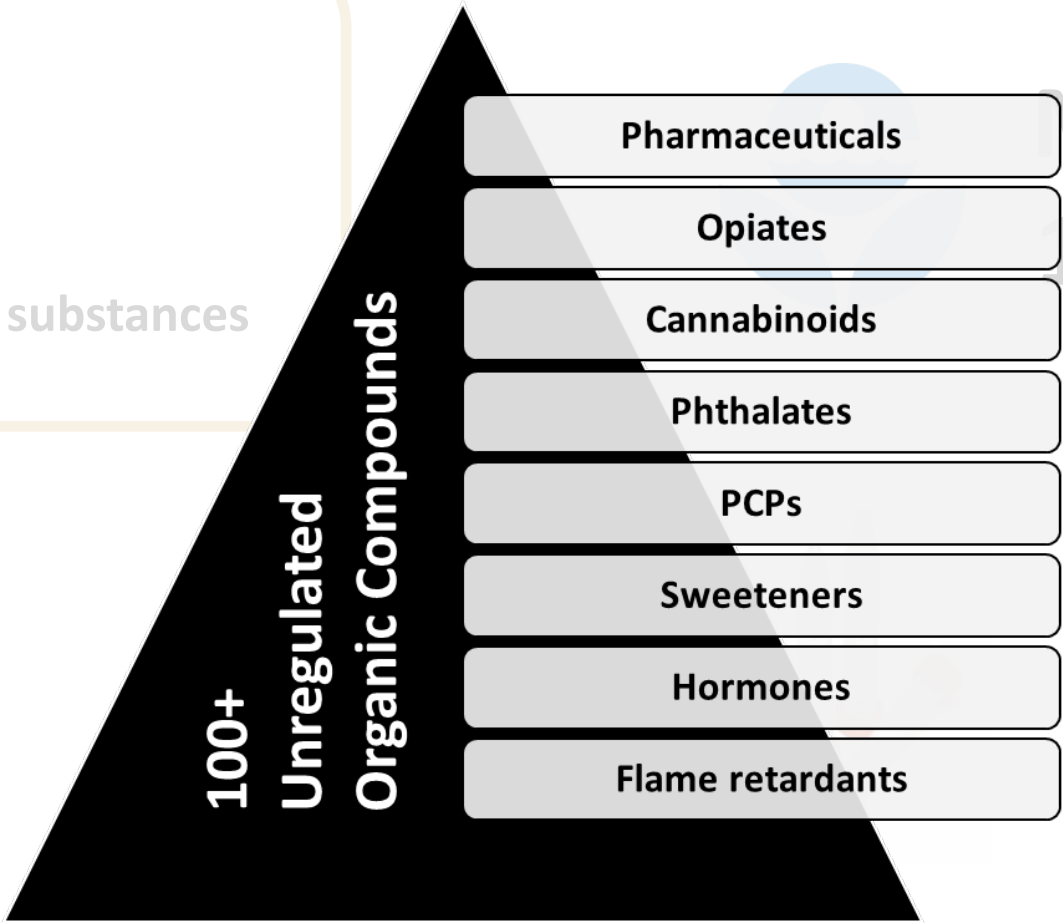 substances
100+
Unregulated
Organic Compounds
Pharmaceuticals
Opiates
Cannabinoids
Phthalates
PCPs
Sweeteners
Hormones
Flame retardants